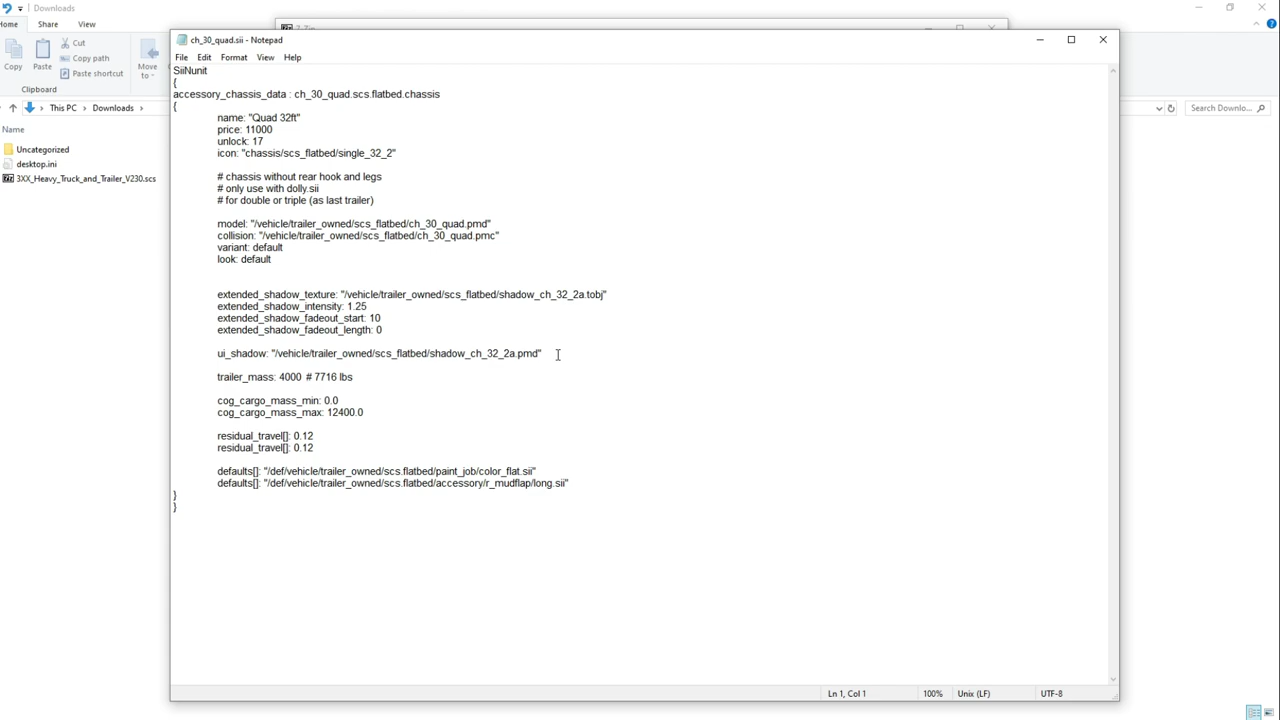 Downloads
Home Share View
Copy
Paste
Cut
Copy path
Paste shortcut
Move to
Clipboard
This PC > Downloads
Search Downlo...
Name
Uncategorized
desktop.ini
3XX_Heavy_Truck_and_Trailer_V230.scs
ch_30_quad.sii - Notepad
File Edit Format View Help
SiiNunit
{
accessory_chassis_data : ch_30_quad.scs.flatbed.chassis
{
name: "Quad 32ft"
price: 11000
unlock: 17
icon: "chassis/scs_flatbed/single_32_2"
# chassis without rear hook and legs
# only use with dolly.sii
# for double or triple (as last trailer)
model: "/vehicle/trailer_owned/scs_flatbed/ch_30_quad.pmd"
collision: "/vehicle/trailer_owned/scs_flatbed/ch_30_quad.pmc"
variant: default
look: default
extended_shadow_texture: "/vehicle/trailer_owned/scs_flatbed/shadow_ch_32_2a.tobj"
extended_shadow_intensity: 1.25
extended_shadow_fadeout_start: 10
extended_shadow_fadeout_length: 0
ui_shadow: "/vehicle/trailer_owned/scs_flatbed/shadow_ch_32_2a.pmd"
trailer_mass: 4000 # 7716 lbs
cog_cargo_mass_min: 0.0
cog_cargo_mass_max: 12400.0
residual_travel[]: 0.12
residual_travel[]: 0.12
defaults[]: "/def/vehicle/trailer_owned/scs.flatbed/paint_job/color_flat.sii"
defaults[]: "/def/vehicle/trailer_owned/scs.flatbed/accessory/r_mudflap/long.sii"
}
}
Ln 1, Col 1 100% Unix (LF) UTF-8